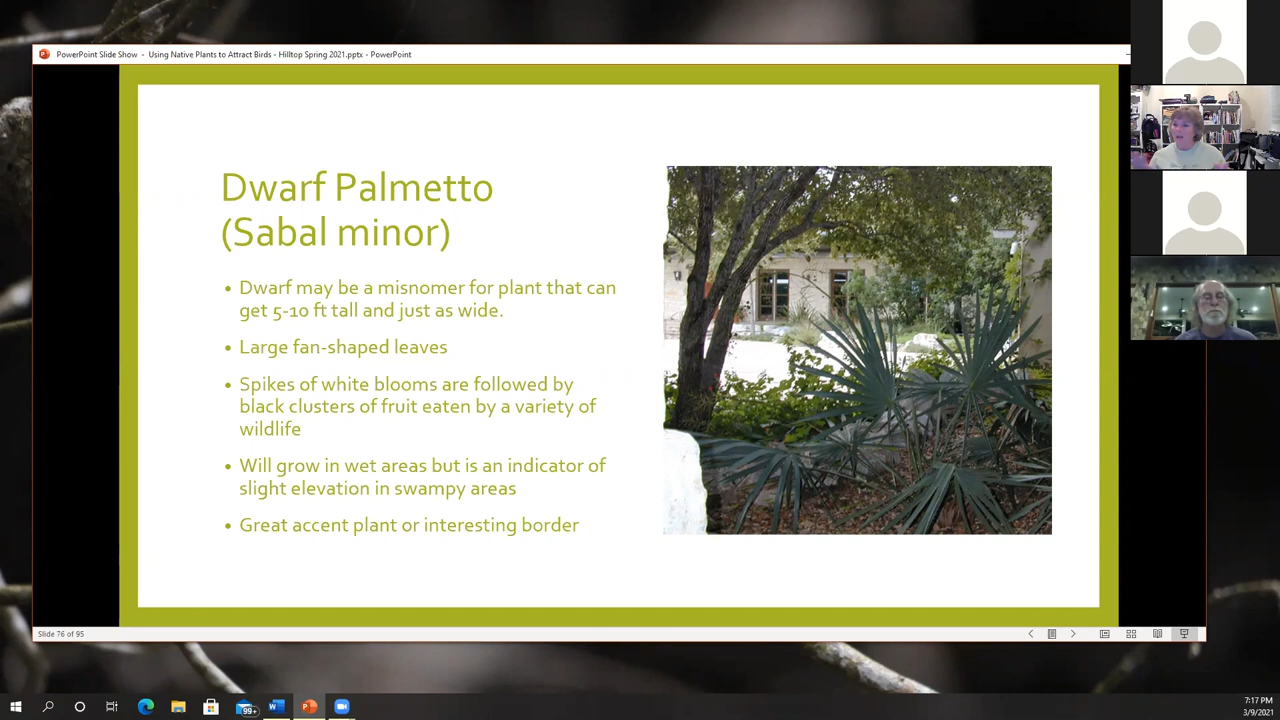 PowerPoint Slide Show - Using Native Plants to Attract Birds - Hilltop Spring 2021.pptx - PowerPoint
Dwarf Palmetto
(Sabal minor)
• Dwarf may be a misnomer for plant that can
get 5-10 ft tall and just as wide.
• Large fan-shaped leaves
• Spikes of white blooms are followed by
black clusters of fruit eaten by a variety of
wildlife
• Will grow in wet areas but is an indicator of
slight elevation in swampy areas
• Great accent plant or interesting border
Slide 76 of 95
99+
7:17 PM
3/9/2021